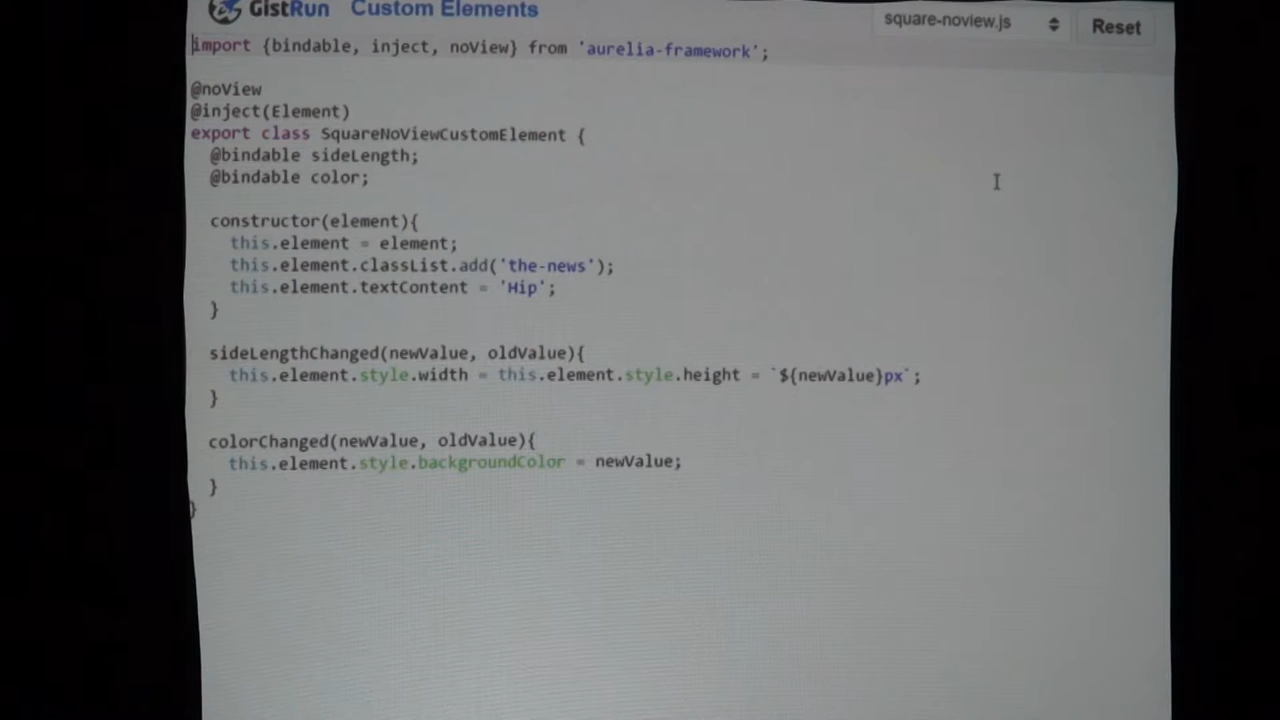 GistRun Custom Elements square-noview.js Reset
import {bindable, inject, noView} from 'aurelia-framework';
@noView
@inject(Element)
export class SquareNoViewCustomElement {
@bindable sideLength;
@bindable color;
constructor(element){
this.element = element;
this.element.classList.add('the-news');
this.element.textContent = 'Hip';
}
sideLengthChanged(newValue, oldValue){
this.element.style.width = this.element.style.height = `${newValue}px`;
}
colorChanged(newValue, oldValue){
this.element.style.backgroundColor = newValue;
}
}